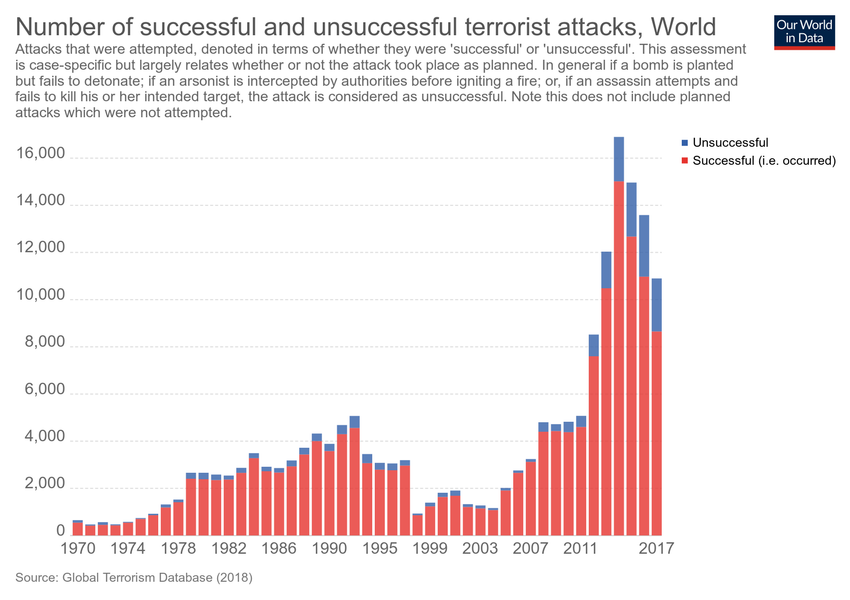 Number of successful and unsuccessful terrorist attacks, World
Our World
in Data
Attacks that were attempted, denoted in terms of whether they were 'successful' or 'unsuccessful'. This assessment
is case-specific but largely relates whether or not the attack took place as planned. In general if a bomb is planted
but fails to detonate; if an arsonist is intercepted by authorities before igniting a fire; or, if an assassin attempts and
fails to kill his or her intended target, the attack is considered as unsuccessful. Note this does not include planned
attacks which were not attempted.
Unsuccessful
Successful (i.e. occurred)
16,000
14,000
12,000
10,000
8,000
6,000
4,000
2,000
0
1970 1974 1978 1982 1986 1990 1995 1999 2003 2007 2011 2017
Source: Global Terrorism Database (2018)